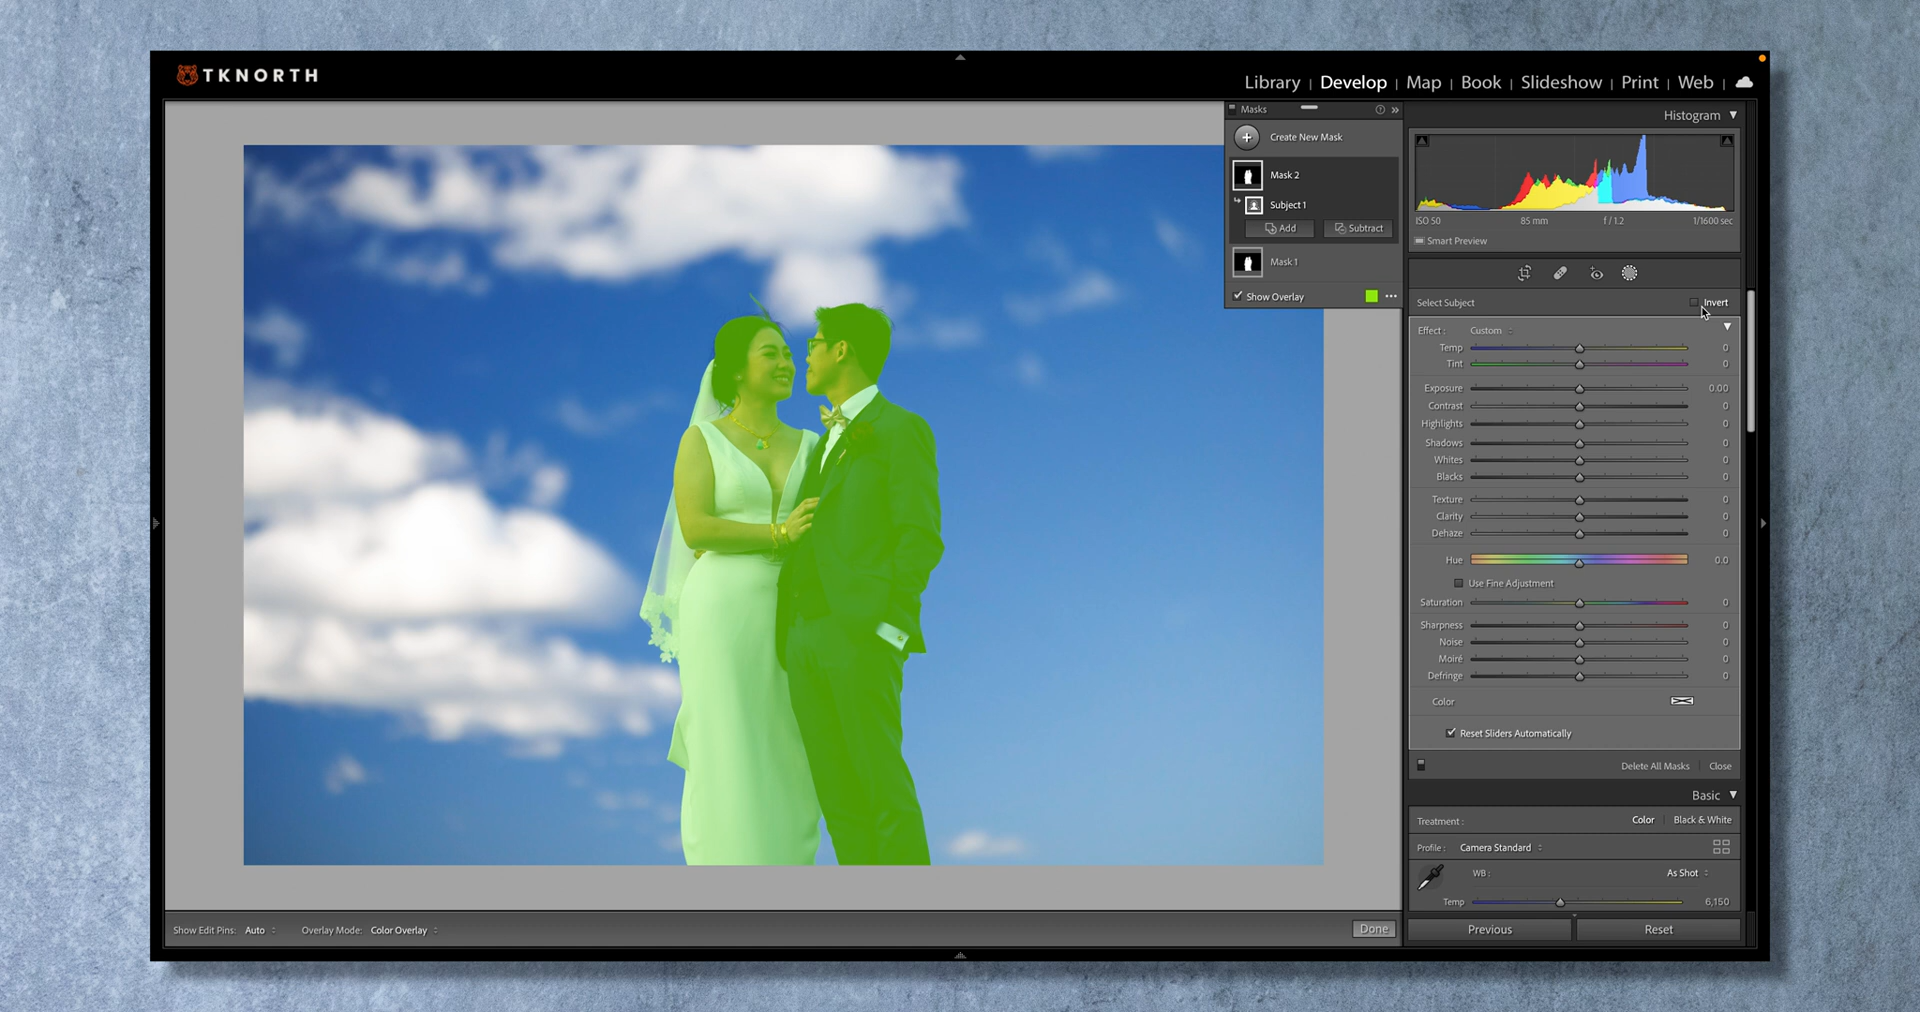 TKNORTH
Library | Develop | Map | Book | Slideshow | Print | Web |
Masks
Create New Mask
Mask 2
Subject 1
Add
Subtract
Mask 1
Show Overlay
Histogram
ISO 50 85 mm f / 1.2 1/1600 sec
Smart Preview
Select Subject Invert
Effect : Custom
Temp 0
Tint 0
Exposure 0.00
Contrast 0
Highlights 0
Shadows 0
Whites 0
Blacks 0
Texture 0
Clarity 0
Dehaze 0
Hue 0.0
Use Fine Adjustment
Saturation 0
Sharpness 0
Noise 0
Moiré 0
Defringe 0
Color
Reset Sliders Automatically
Delete All Masks Close
Basic
Treatment : Color Black & White
Profile : Camera Standard
WB : As Shot
Temp 6,150
Show Edit Pins: Auto Overlay Mode: Color Overlay Done
Previous Reset